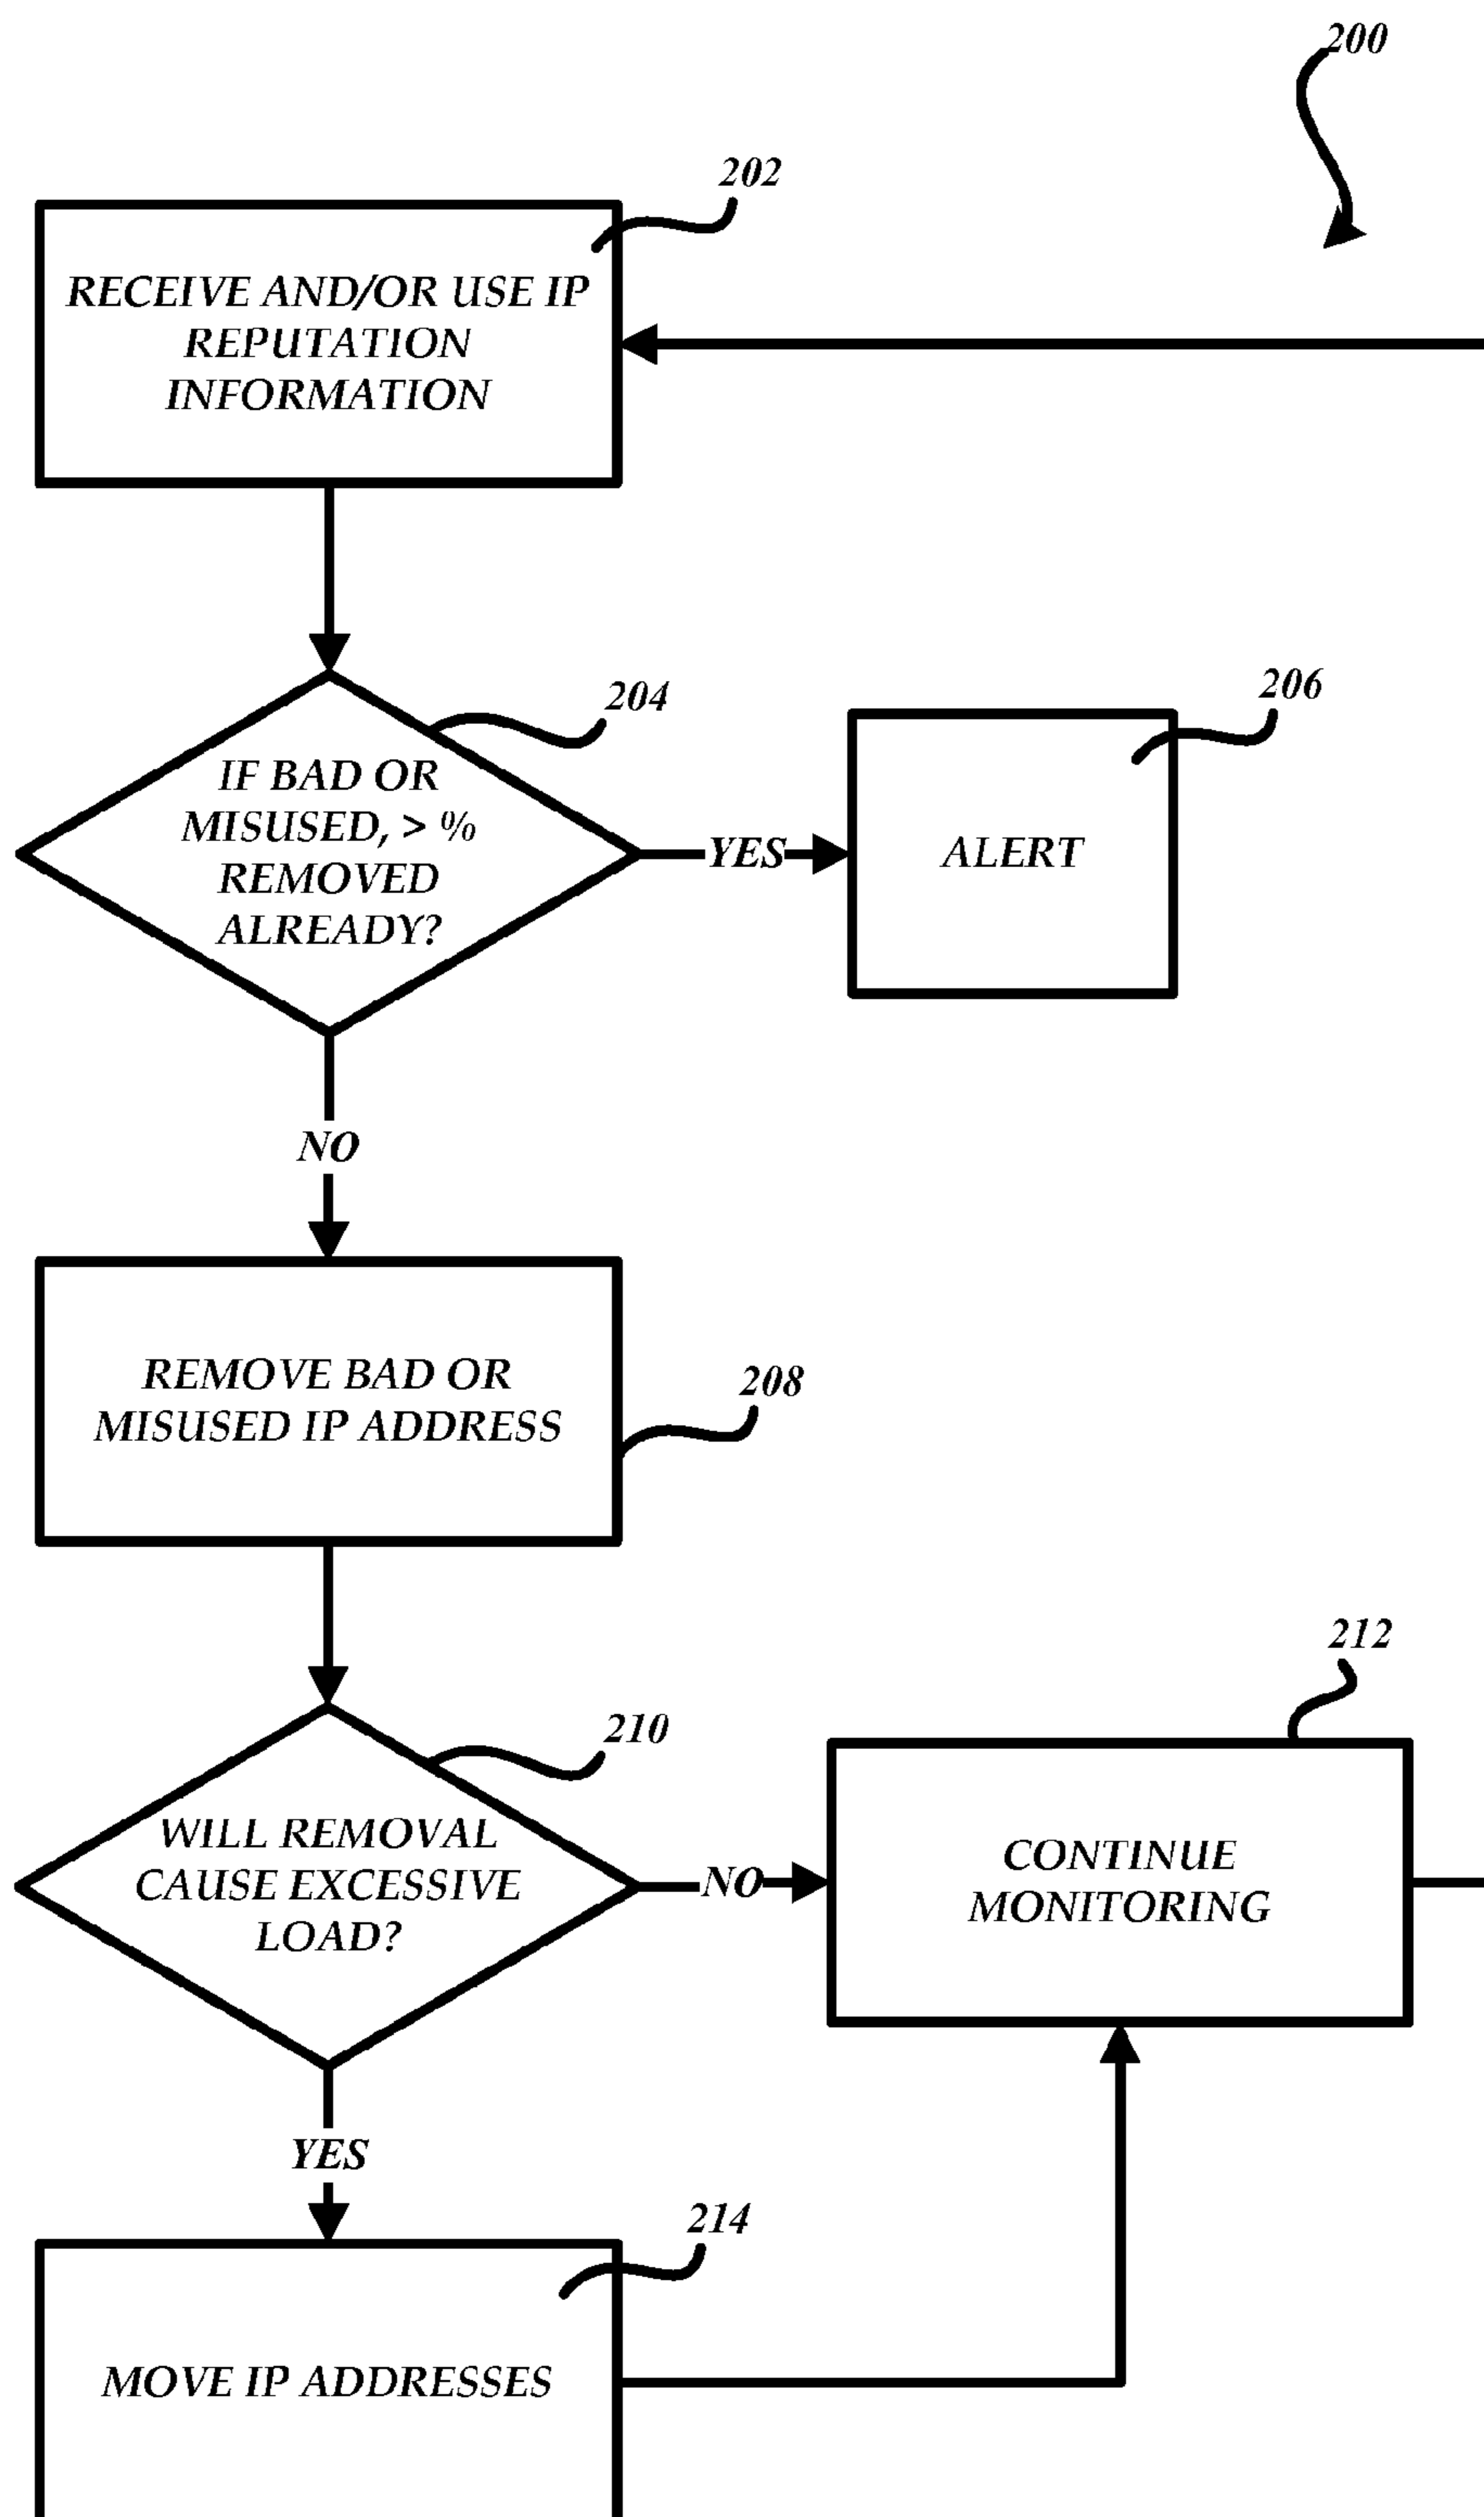 200
202
RECEIVE AND/OR USE IP
REPUTATION
INFORMATION
204
206
IF BAD OR
MISUSED, > %
REMOVED
ALREADY?
YES
ALERT
NO
208
REMOVE BAD OR
MISUSED IP ADDRESS
210
212
WILL REMOVAL
CAUSE EXCESSIVE
LOAD?
NO
CONTINUE
MONITORING
YES
214
MOVE IP ADDRESSES